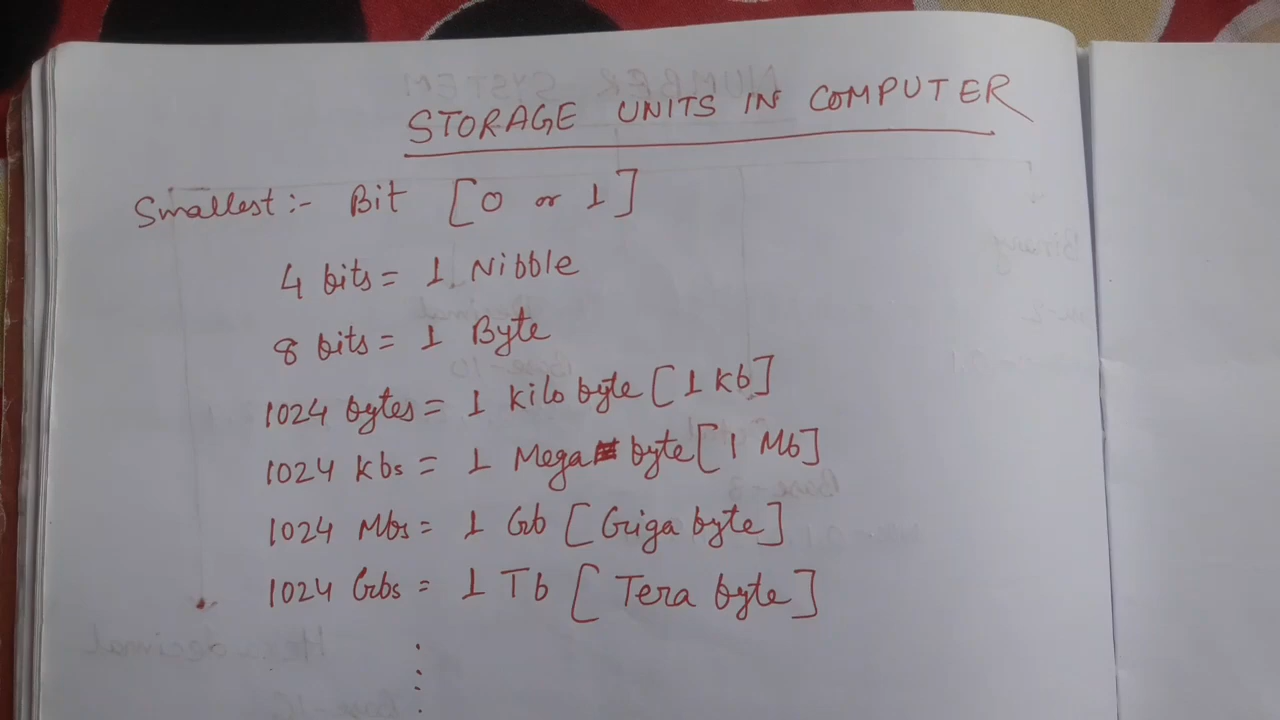 STORAGE UNITS IN COMPUTER
Smallest :- Bit [0 or 1]
4 bits = 1 Nibble
8 bits = 1 Byte
1024 bytes = 1 Kilo byte [1 Kb]
1024 Kbs = 1 Mega byte [1 Mb]
1024 Mbs = 1 Gb [Giga byte]
1024 Gbs = 1 Tb [Tera byte]